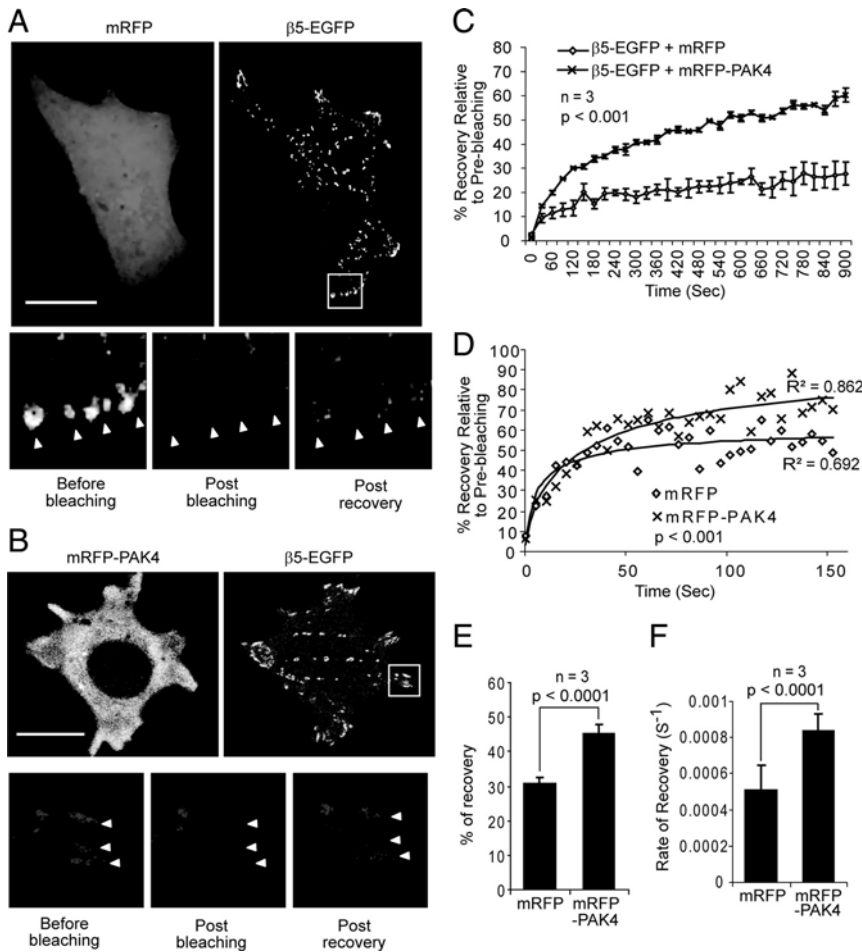 A
mRFP
β5-EGFP
Before
bleaching
Post
bleaching
Post
recovery
B
mRFP-PAK4
β5-EGFP
Before
bleaching
Post
bleaching
Post
recovery
C
% Recovery Relative
to Pre-bleaching
80
70
60
50
40
30
20
10
0
β5-EGFP + mRFP
β5-EGFP + mRFP-PAK4
n = 3
p < 0.001
0
60
120
180
240
300
360
420
480
540
600
660
720
780
840
900
Time (Sec)
D
% Recovery Relative
to Pre-bleaching
100
90
80
70
60
50
40
30
20
10
0
R² = 0.862
R² = 0.692
mRFP
mRFP-PAK4
p < 0.001
0 50 100 150
Time (Sec)
E
n = 3
p < 0.0001
% of recovery
60
50
40
30
20
10
0
mRFP
mRFP
-PAK4
F
n = 3
p < 0.0001
Rate of Recovery (S⁻¹)
0.001
0.0008
0.0006
0.0004
0.0002
0
mRFP
mRFP
-PAK4